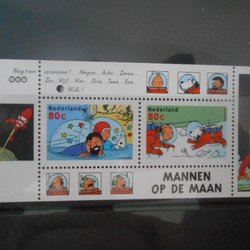 Nog tien seconden! ... Negen... Acht... Zeven...
Zes... Vijf... Vier... Drie... Twee... Een...
NUL!
Nederland
80c
Nederland
80c
MANNEN
OP DE MAAN